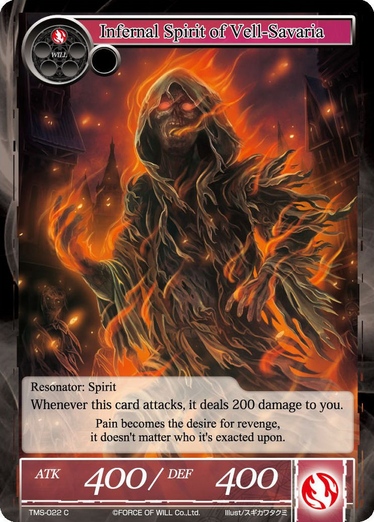 Infernal Spirit of Vell-Savaria
WILL
Resonator: Spirit
Whenever this card attacks, it deals 200 damage to you.
Pain becomes the desire for revenge,
it doesn't matter who it's exacted upon.
ATK 400/ DEF 400
TMS-022 C ©FORCE OF WILL Co.,Ltd. Illust/スギカワタクミ